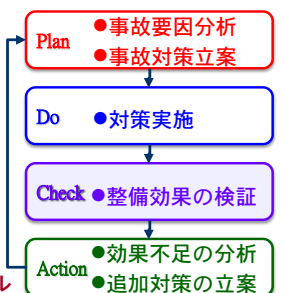 Plan
●事故要因分析
●事故対策立案
Do ●対策実施
Check ●整備効果の検証
●効果不足の分析
Action
●追加対策の立案
ル